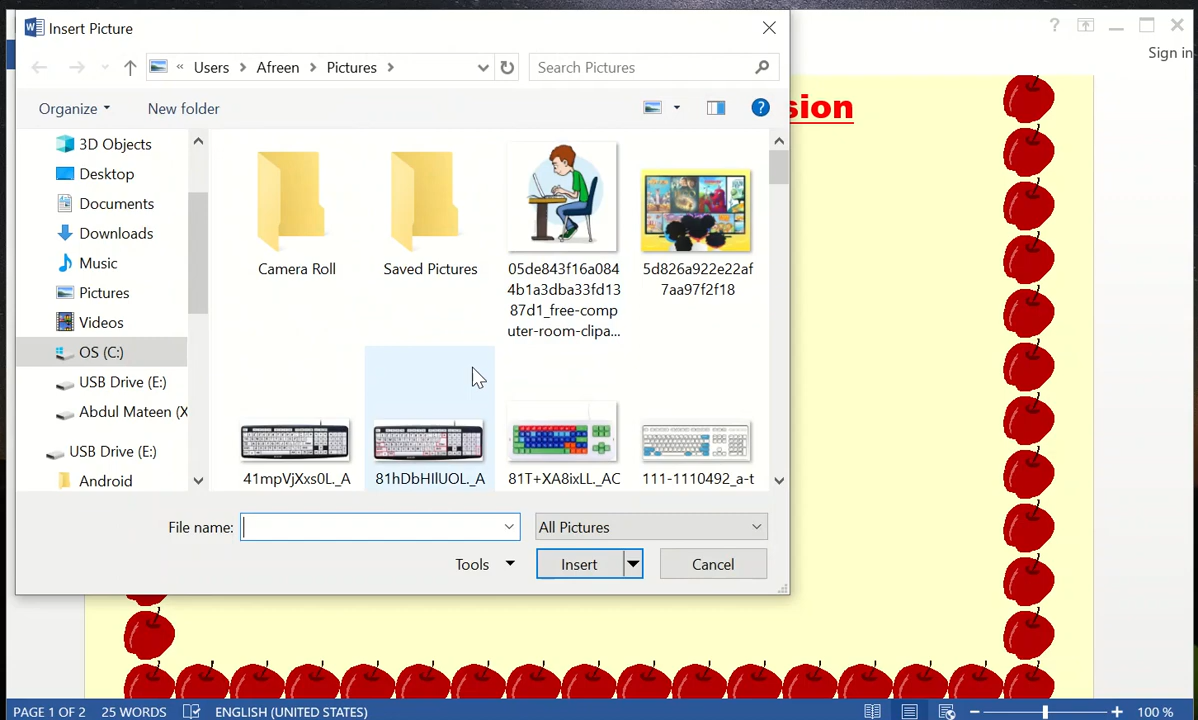 Insert Picture
Sign in
« Users > Afreen > Pictures >
Search Pictures
Organize
New folder
sion
3D Objects
Desktop
Documents
Downloads
Music
Pictures
Videos
OS (C:)
USB Drive (E:)
Abdul Mateen (X
USB Drive (E:)
Android
Camera Roll
Saved Pictures
05de843f16a084
4b1a3dba33fd13
87d1_free-comp
uter-room-clipa...
5d826a922e22af
7aa97f2f18
41mpVjXxs0L._A
81hDbHIlUOL._A
81T+XA8ixLL._AC
111-1110492_a-t
File name:
All Pictures
Tools
Insert
Cancel
PAGE 1 OF 2
25 WORDS
ENGLISH (UNITED STATES)
100 %